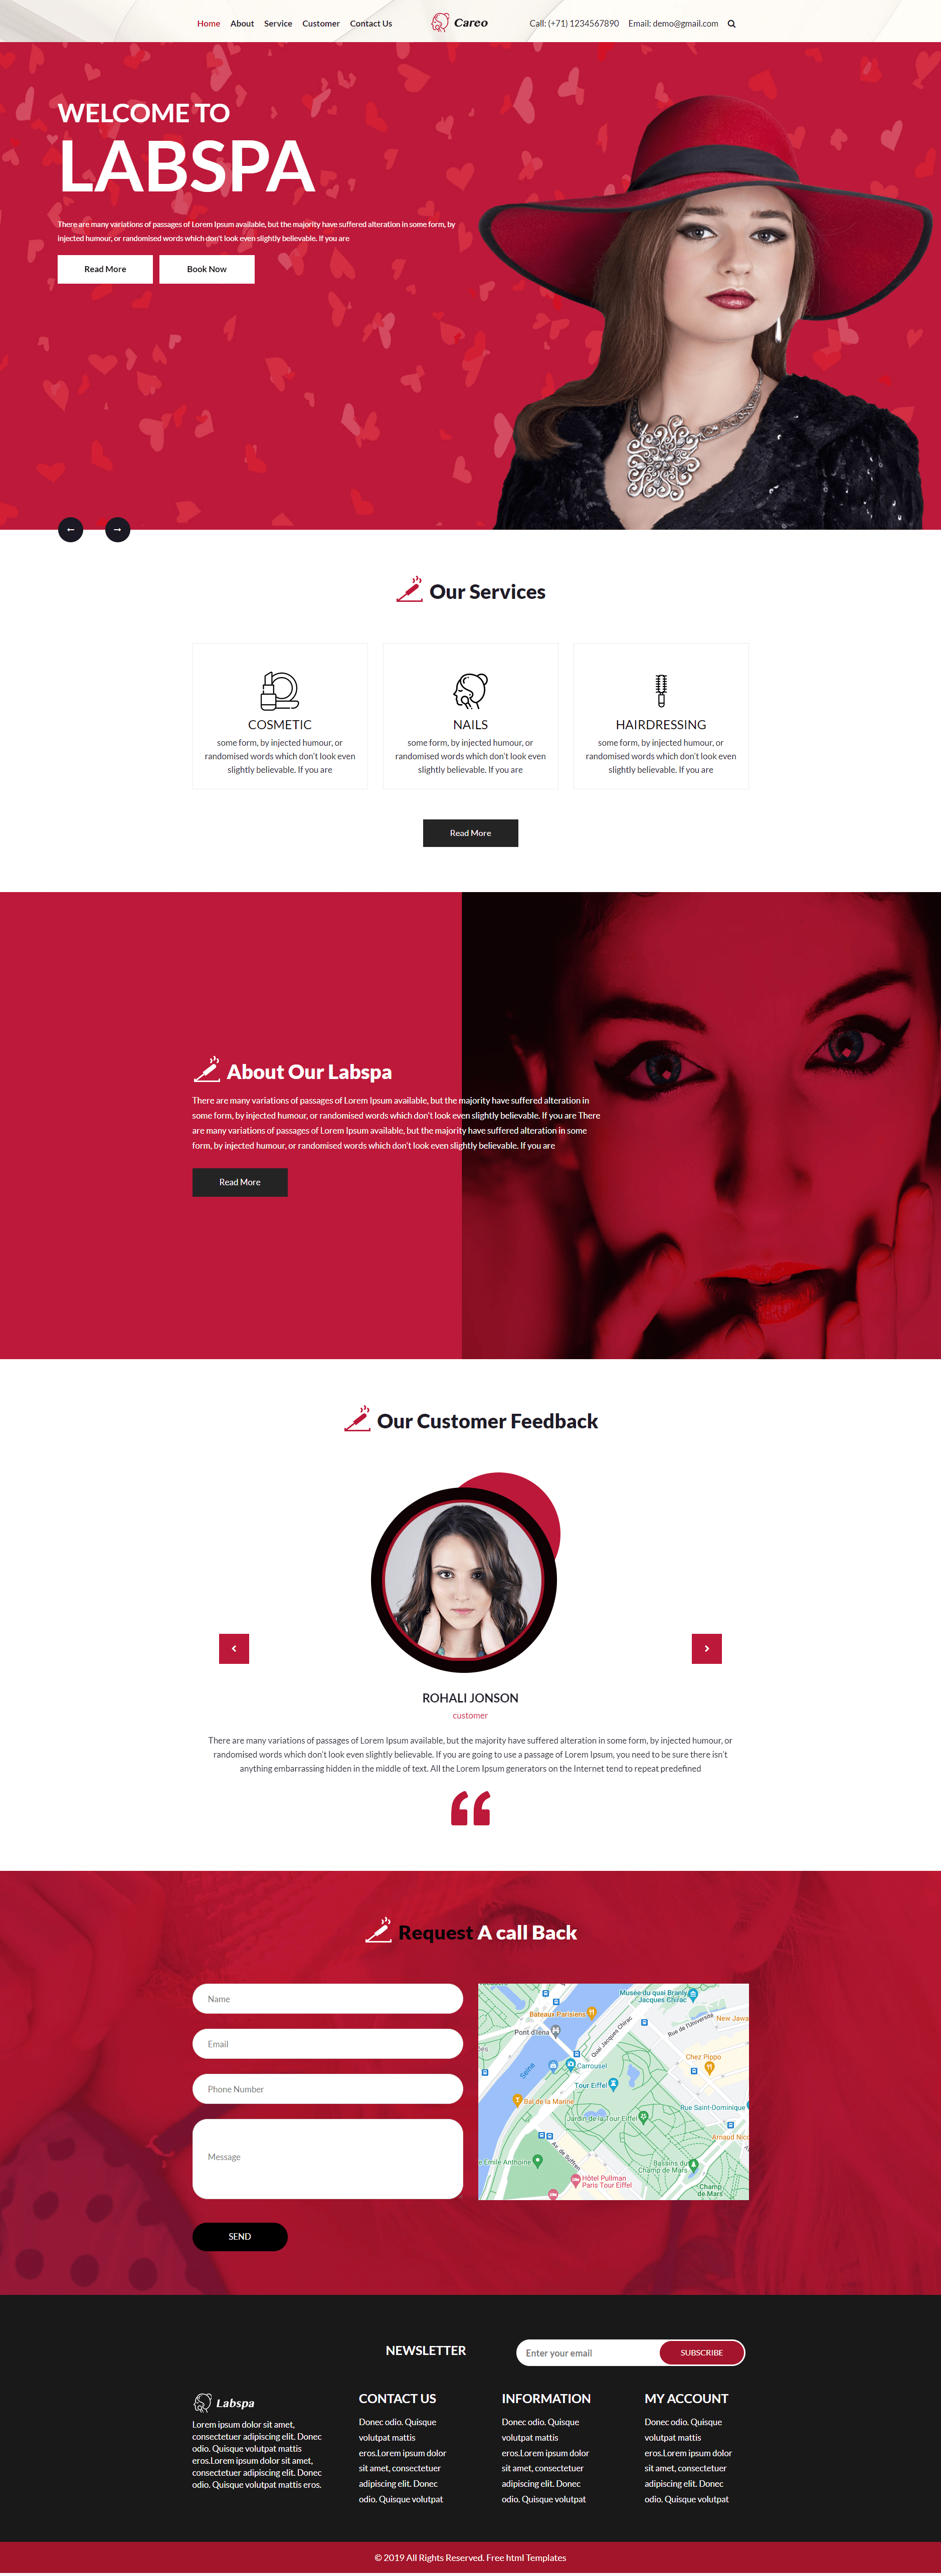 Home About Service Customer Contact Us Careo Call: (+71) 1234567890 Email: demo@gmail.com
WELCOME TO
LABSPA
There are many variations of passages of Lorem Ipsum available, but the majority have suffered alteration in some form, by
injected humour, or randomised words which don't look even slightly believable. If you are
Read More Book Now
Our Services
COSMETIC
some form, by injected humour, or
randomised words which don't look even
slightly believable. If you are
NAILS
some form, by injected humour, or
randomised words which don't look even
slightly believable. If you are
HAIRDRESSING
some form, by injected humour, or
randomised words which don't look even
slightly believable. If you are
Read More
About Our Labspa
There are many variations of passages of Lorem Ipsum available, but the majority have suffered alteration in
some form, by injected humour, or randomised words which don't look even slightly believable. If you are There
are many variations of passages of Lorem Ipsum available, but the majority have suffered alteration in some
form, by injected humour, or randomised words which don't look even slightly believable. If you are
Read More
Our Customer Feedback
ROHALI JONSON
customer
There are many variations of passages of Lorem Ipsum available, but the majority have suffered alteration in some form, by injected humour, or
randomised words which don't look even slightly believable. If you are going to use a passage of Lorem Ipsum, you need to be sure there isn't
anything embarrassing hidden in the middle of text. All the Lorem Ipsum generators on the Internet tend to repeat predefined
Request A call Back
Name
Email
Phone Number
Message
SEND
Musée du quai Branly
Jacques Chirac
Bateaux Parisiens
New Jawa
Pont d'Iéna
Quai Jacques Chirac
Rue de l'Université
Chez Pippo
Seine
Carrousel
Tour Eiffel
Bal de la Marine
Rue Saint-Dominique
Jardin de la Tour Eiffel
Arnaud Nico
Av. de Suffren
e Emile Anthoine
Bassins du
Champ de Mars
Hôtel Pullman
Paris Tour Eiffel
Champ
de Mars
NEWSLETTER
Enter your email
SUBSCRIBE
Labspa
Lorem ipsum dolor sit amet,
consectetuer adipiscing elit. Donec
odio. Quisque volutpat mattis
eros.Lorem ipsum dolor sit amet,
consectetuer adipiscing elit. Donec
odio. Quisque volutpat mattis eros.
CONTACT US
Donec odio. Quisque
volutpat mattis
eros.Lorem ipsum dolor
sit amet, consectetuer
adipiscing elit. Donec
odio. Quisque volutpat
INFORMATION
Donec odio. Quisque
volutpat mattis
eros.Lorem ipsum dolor
sit amet, consectetuer
adipiscing elit. Donec
odio. Quisque volutpat
MY ACCOUNT
Donec odio. Quisque
volutpat mattis
eros.Lorem ipsum dolor
sit amet, consectetuer
adipiscing elit. Donec
odio. Quisque volutpat
© 2019 All Rights Reserved. Free html Templates